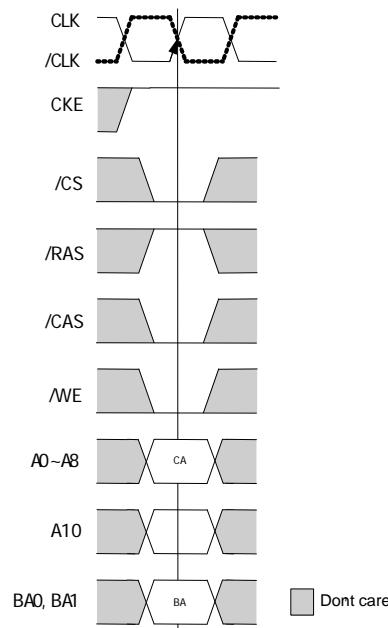 CLK
/CLK
CKE
/CS
/RAS
/CAS
/WE
A0~A8
CA
A10
BA0, BA1
BA
Dont care